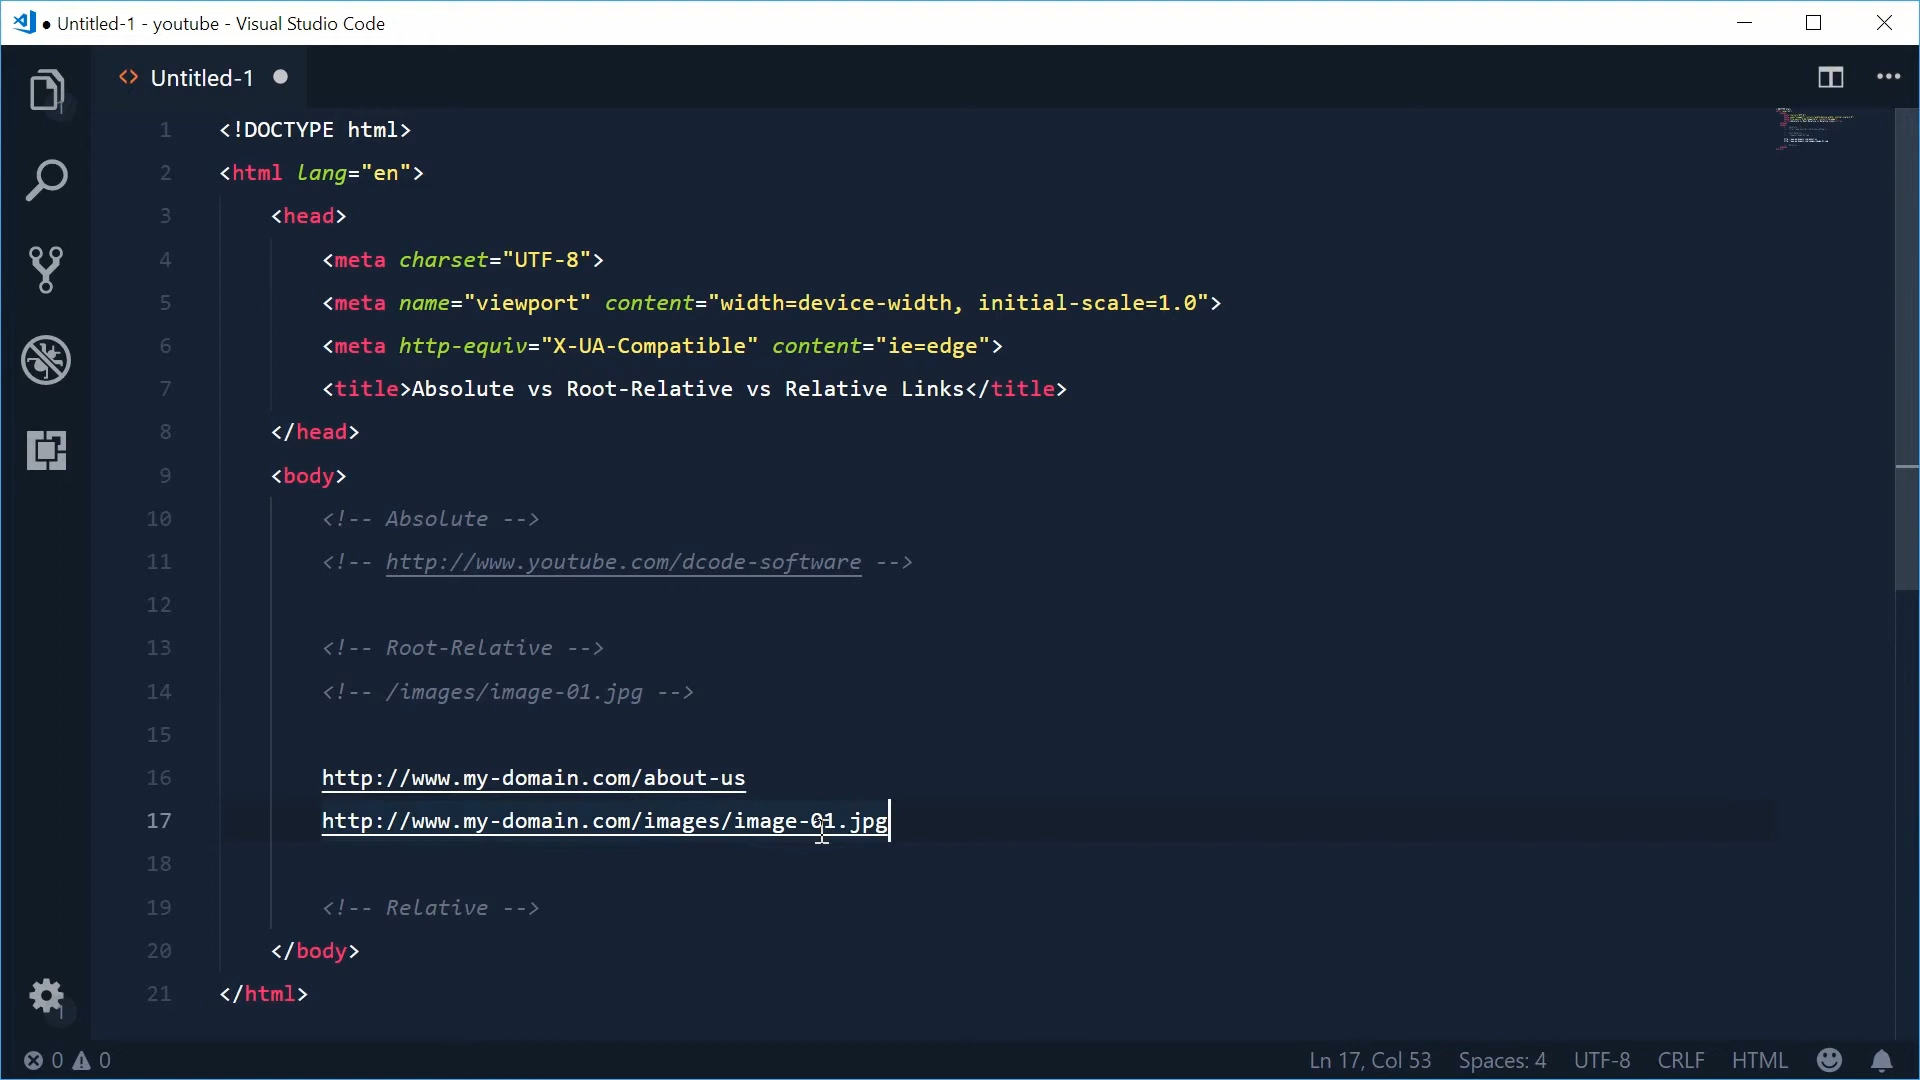 ● Untitled-1 - youtube - Visual Studio Code
<> Untitled-1 ●
1 <!DOCTYPE html>
2 <html lang="en">
3 <head>
4 <meta charset="UTF-8">
5 <meta name="viewport" content="width=device-width, initial-scale=1.0">
6 <meta http-equiv="X-UA-Compatible" content="ie=edge">
7 <title>Absolute vs Root-Relative vs Relative Links</title>
8 </head>
9 <body>
10 <!-- Absolute -->
11 <!-- http://www.youtube.com/dcode-software -->
12
13 <!-- Root-Relative -->
14 <!-- /images/image-01.jpg -->
15
16 http://www.my-domain.com/about-us
17 http://www.my-domain.com/images/image-01.jpg
18
19 <!-- Relative -->
20 </body>
21 </html>
0 0 Ln 17, Col 53 Spaces: 4 UTF-8 CRLF HTML